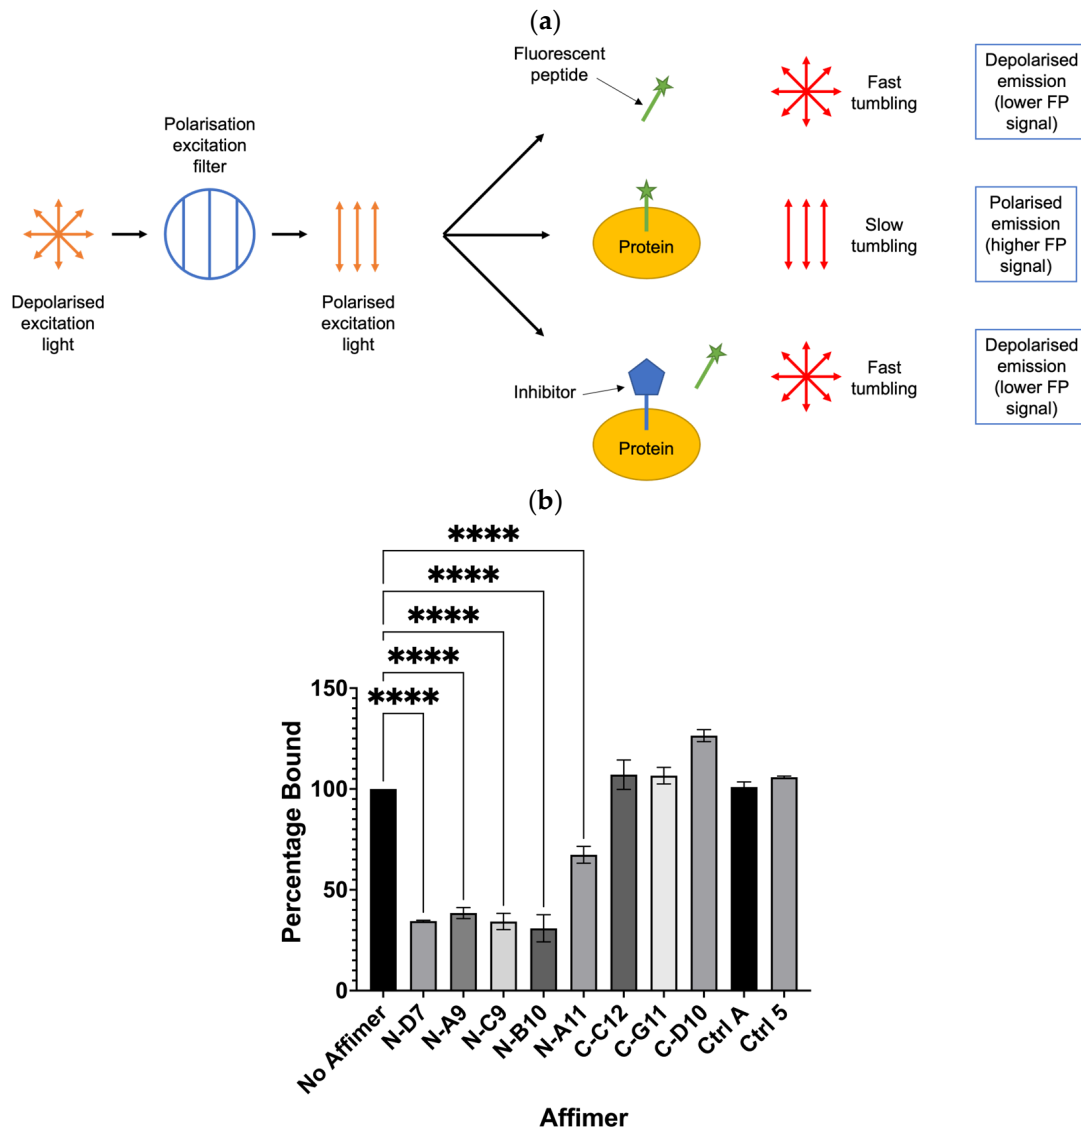 (a)
Fluorescent
peptide
Fast
tumbling
Depolarised
emission
(lower FP
signal)
Polarisation
excitation
filter
Depolarised
excitation
light
Polarised
excitation
light
Protein
Slow
tumbling
Polarised
emission
(higher FP
signal)
Inhibitor
Protein
Fast
tumbling
Depolarised
emission
(lower FP
signal)
(b)
****
****
****
****
****
150
100
50
0
Percentage Bound
No Affimer
N-D7
N-A9
N-C9
N-B10
N-A11
C-C12
C-G11
C-D10
Ctrl A
Ctrl 5
Affimer